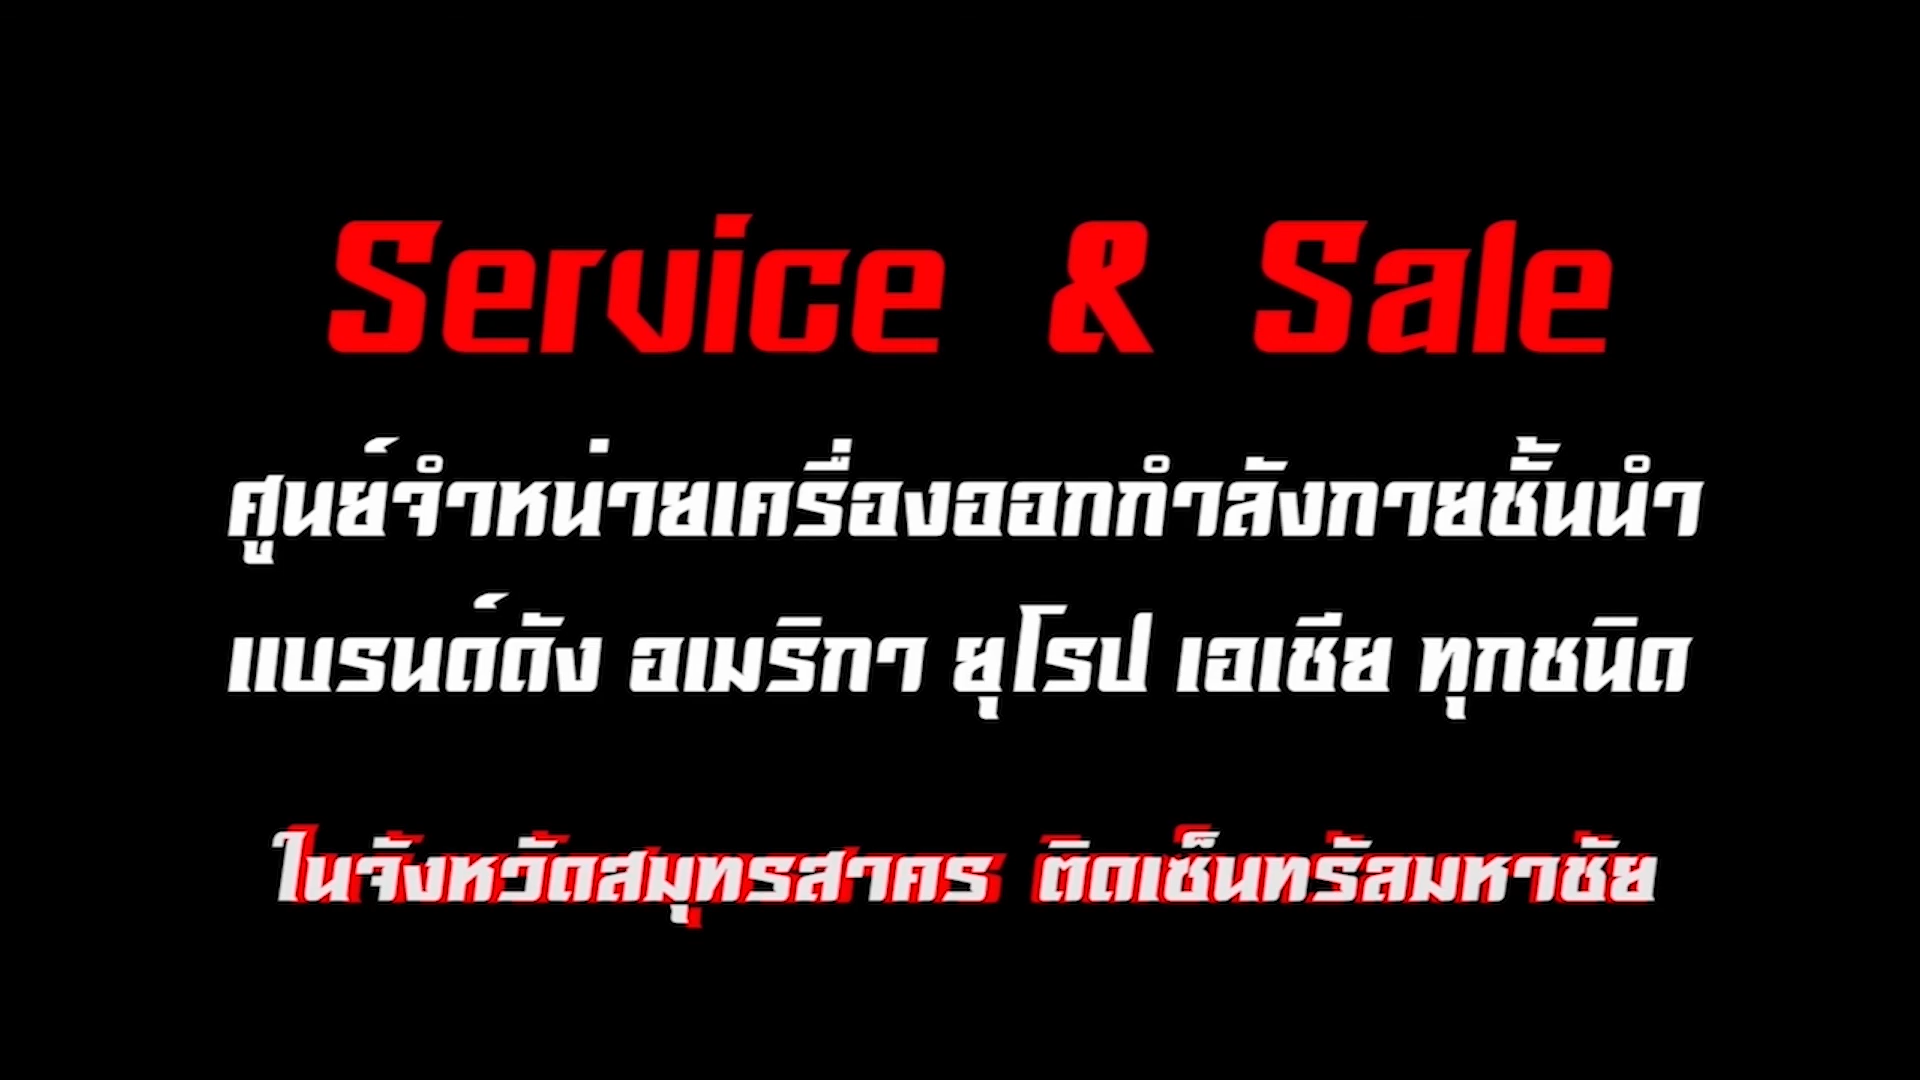 Service & Sale
ศูนย์จำหน่ายเครื่องออกกำลังกายชั้นนำ
แบรนด์ดัง อเมริกา ยุโรป เอเชีย ทุกชนิด
ในจังหวัดสมุทรสาคร ติดเซ็นทรัลมหาชัย